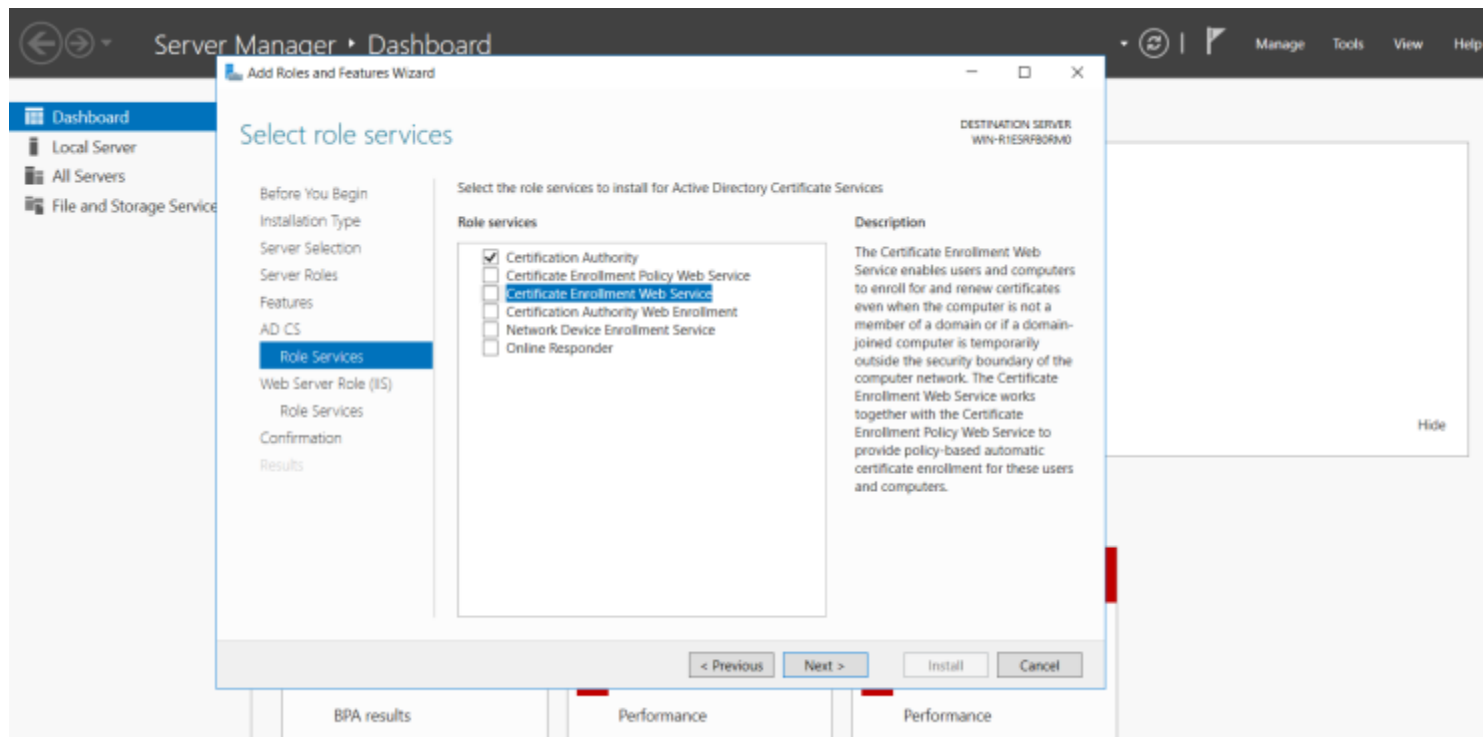 Server Manager ‣ Dashboard
Manage Tools View Help
Dashboard
Local Server
All Servers
File and Storage Service
Add Roles and Features Wizard
Select role services
DESTINATION SERVER
WIN-R1ESRFB0RM0
Before You Begin
Installation Type
Server Selection
Server Roles
Features
AD CS
Role Services
Web Server Role (IIS)
Role Services
Confirmation
Results
Select the role services to install for Active Directory Certificate Services
Role services
Certification Authority
Certificate Enrollment Policy Web Service
Certificate Enrollment Web Service
Certification Authority Web Enrollment
Network Device Enrollment Service
Online Responder
Description
The Certificate Enrollment Web
Service enables users and computers
to enroll for and renew certificates
even when the computer is not a
member of a domain or if a domain-
joined computer is temporarily
outside the security boundary of the
computer network. The Certificate
Enrollment Web Service works
together with the Certificate
Enrollment Policy Web Service to
provide policy-based automatic
certificate enrollment for these users
and computers.
Hide
< Previous Next > Install Cancel
BPA results Performance Performance